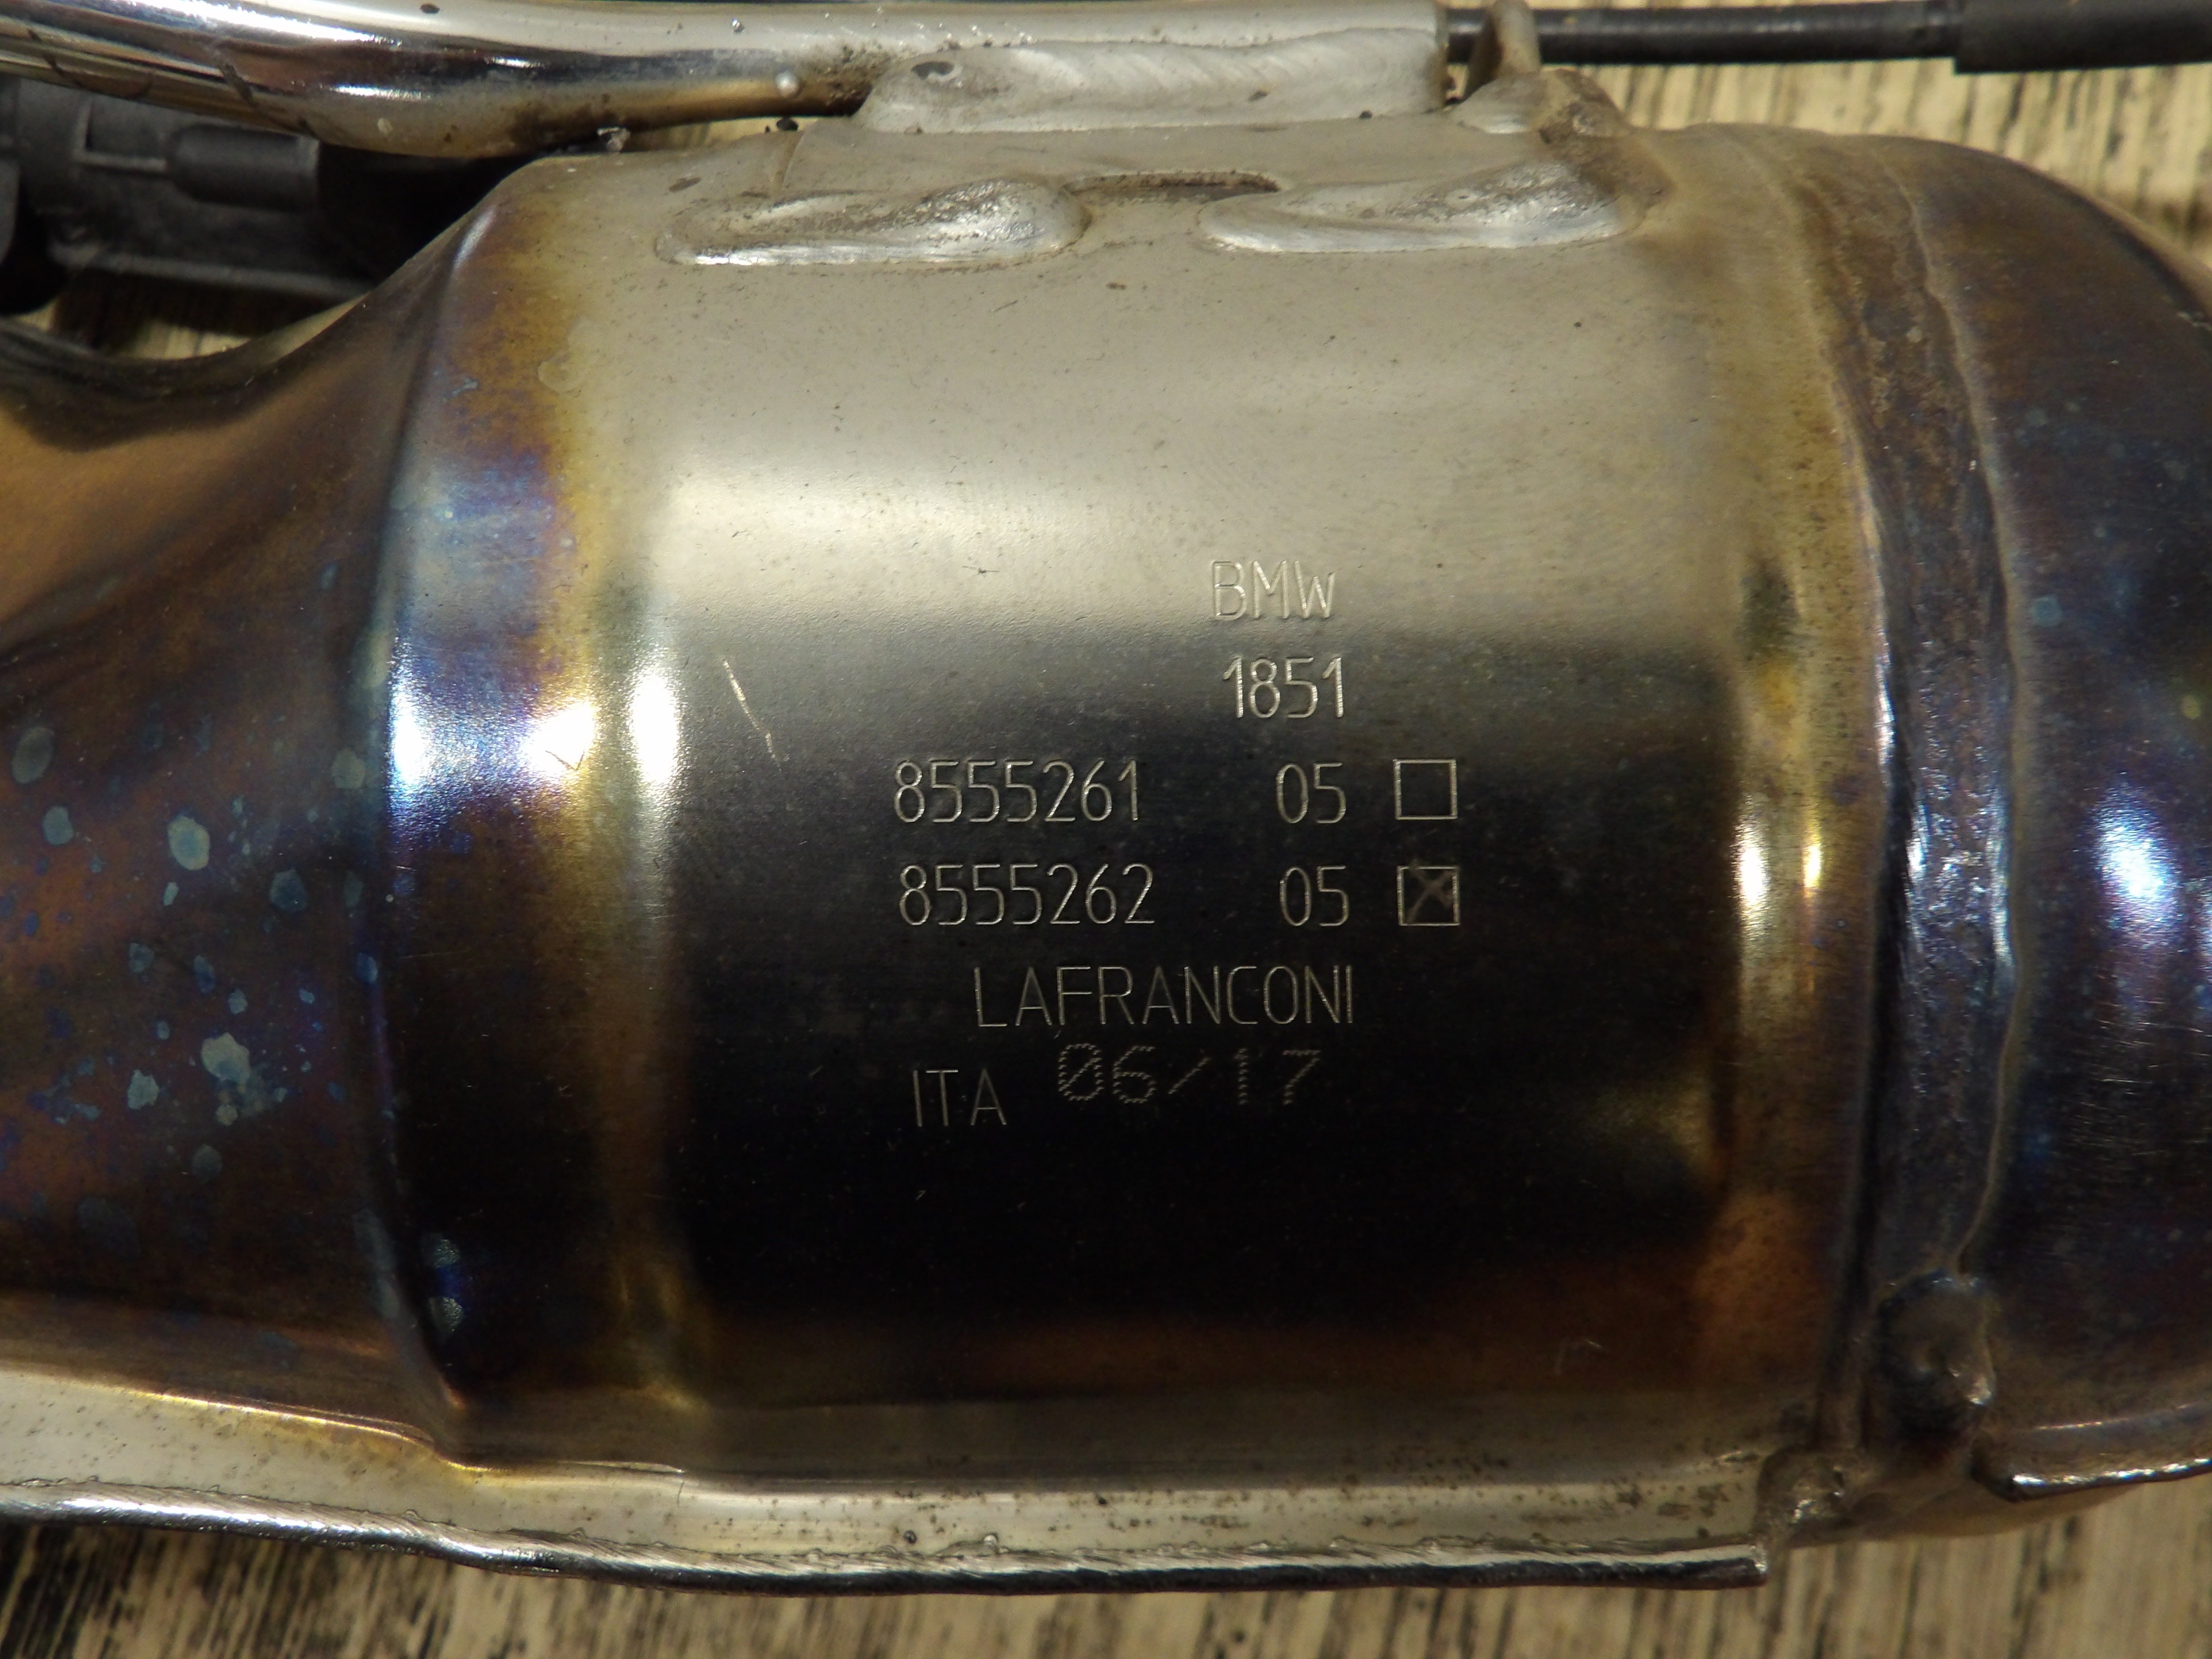 BMW
1851
8555261 05 ☐
8555262 05 ☒
LAFRANCONI
ITA 06/17